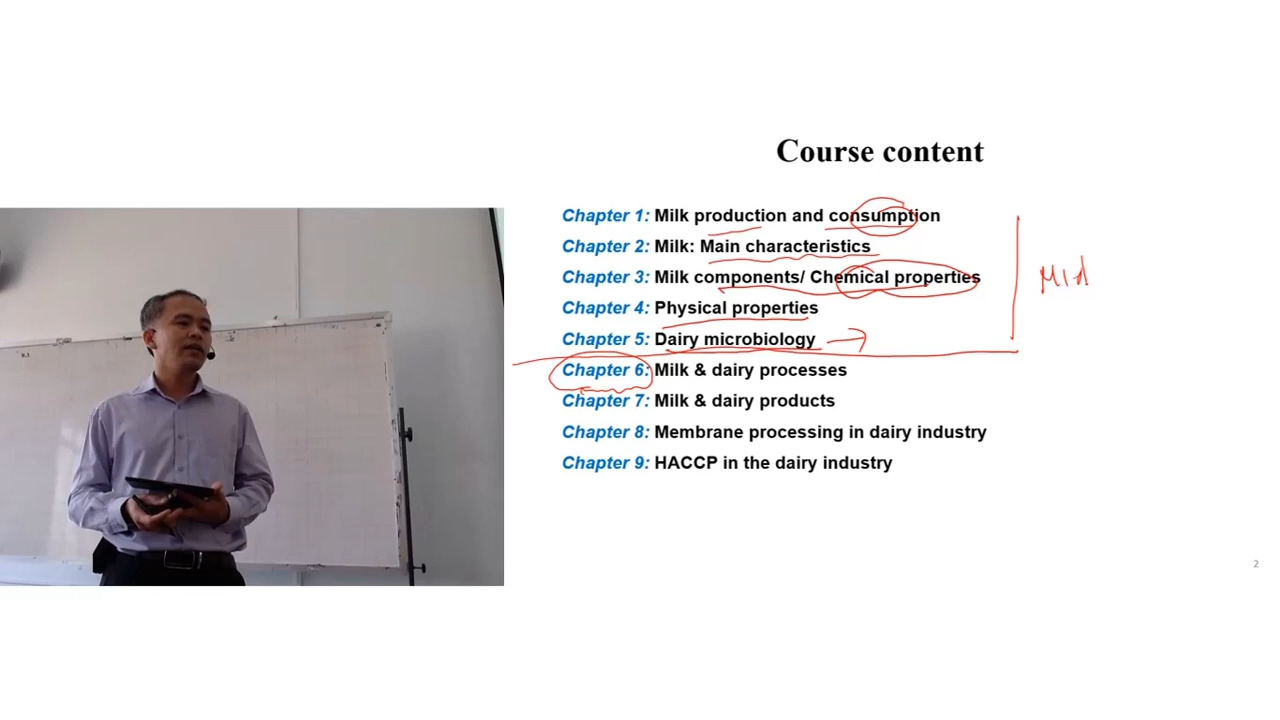 Course content
Chapter 1: Milk production and consumption
Chapter 2: Milk: Main characteristics
Chapter 3: Milk components/ Chemical properties
Mid
Chapter 4: Physical properties
Chapter 5: Dairy microbiology
Chapter 6: Milk & dairy processes
Chapter 7: Milk & dairy products
Chapter 8: Membrane processing in dairy industry
Chapter 9: HACCP in the dairy industry
2